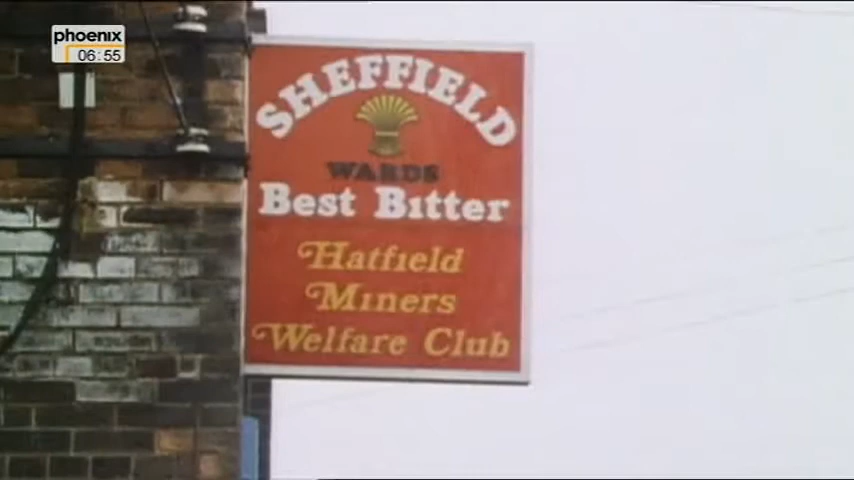 phoenix
06:55
SHEFFIELD
WARDS
Best Bitter
Hatfield
Miners
Welfare Club